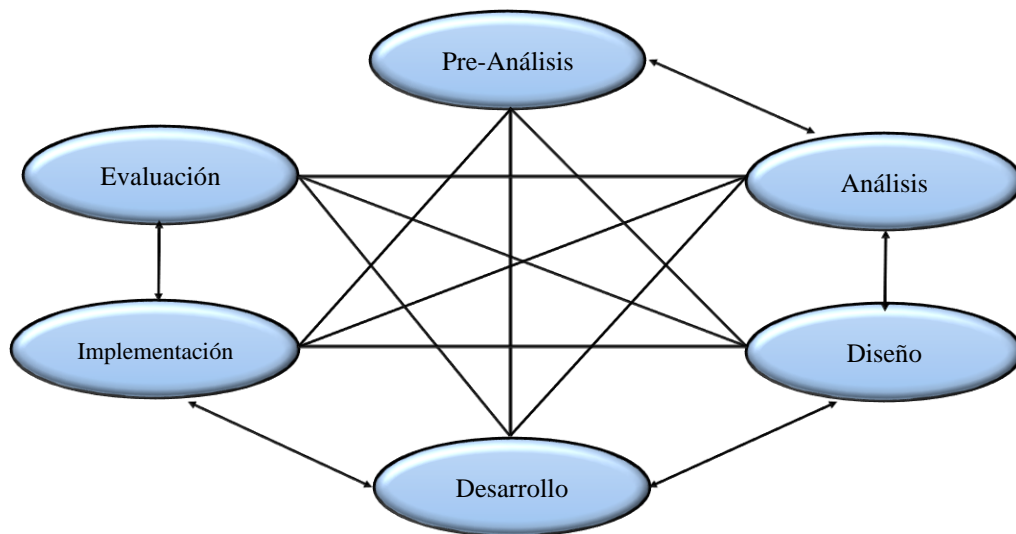 Pre-Análisis
Evaluación
Análisis
Implementación
Diseño
Desarrollo